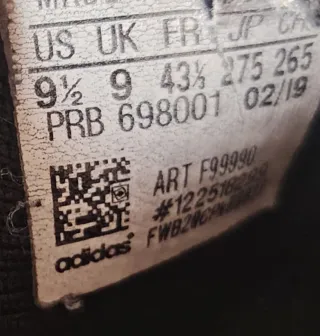 US UK FR JP CH
9½ 9 43⅓ 275 265
PRB 698001 02/19
ART F99990
adidas